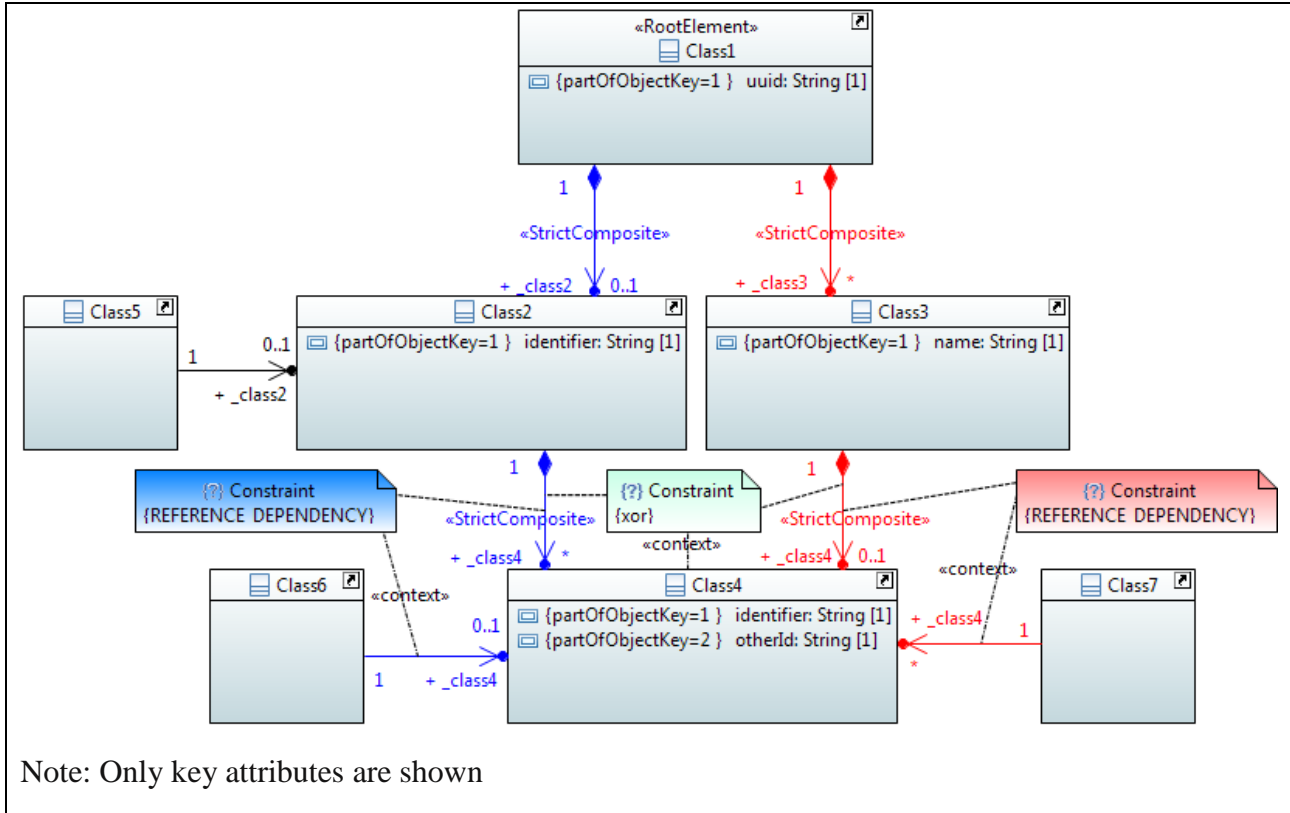 «RootElement»
Class1
{partOfObjectKey=1 } uuid: String [1]
1
1
«StrictComposite»
«StrictComposite»
+ _class2
0..1
+ _class3
*
Class5
Class2
Class3
{partOfObjectKey=1 } identifier: String [1]
{partOfObjectKey=1 } name: String [1]
1
0..1
+ _class2
1
1
{?} Constraint
{REFERENCE DEPENDENCY}
{?} Constraint
{xor}
{?} Constraint
{REFERENCE DEPENDENCY}
«StrictComposite»
«StrictComposite»
«context»
+ _class4
*
+ _class4
0..1
«context»
Class6
«context»
Class4
Class7
{partOfObjectKey=1 } identifier: String [1]
{partOfObjectKey=2 } otherId: String [1]
0..1
1
+ _class4
+ _class4
1
*
Note: Only key attributes are shown